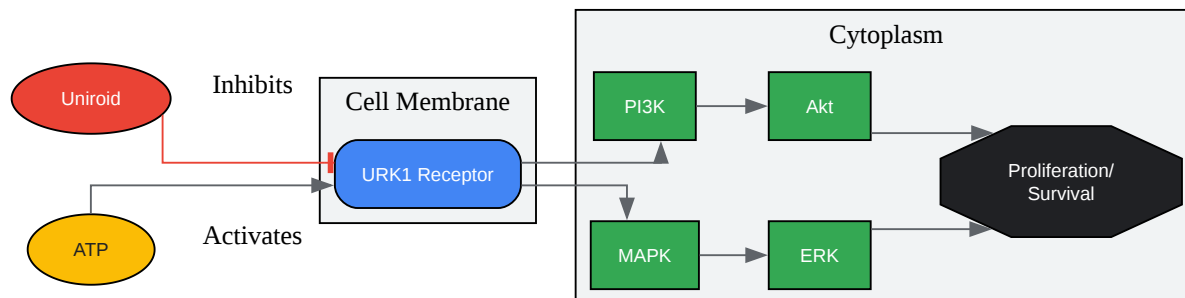 Cytoplasm
Uniroid
Inhibits
Cell Membrane
PI3K
Akt
URK1 Receptor
Proliferation/
Survival
Activates
ATP
MAPK
ERK